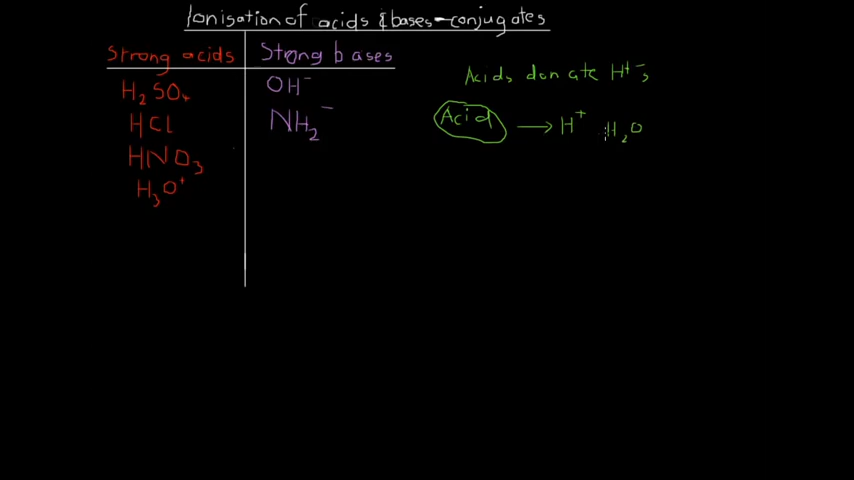 Ionisation of acids & bases - conjugates
Strong acids
H₂SO₄
HCl
HNO₃
H₃O⁺
Strong bases
OH⁻
NH₂⁻
Acids donate H⁺'s
Acid → H⁺ H₂O